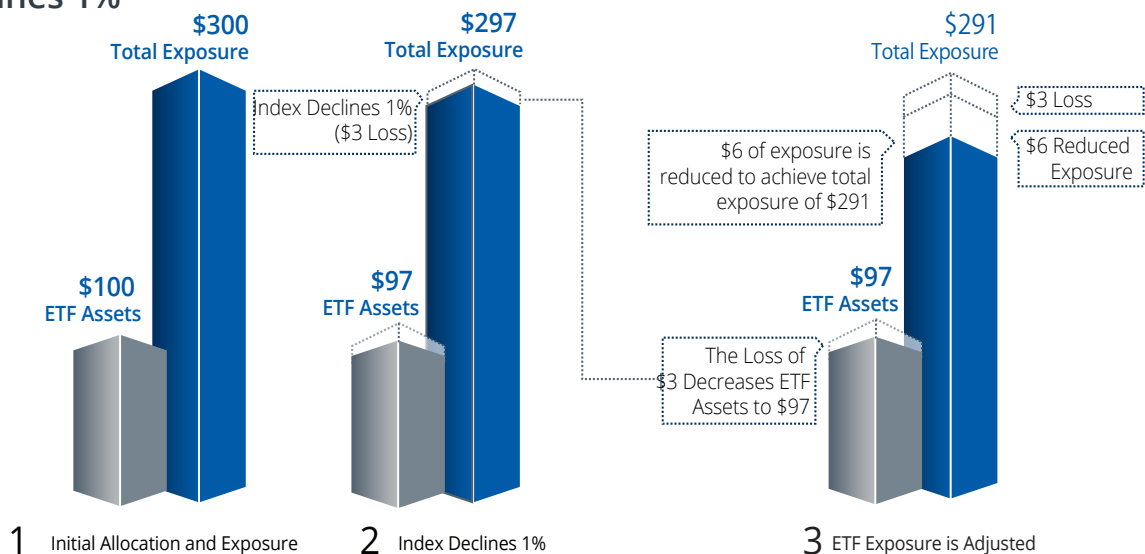 $300
Total Exposure
$100
ETF Assets
1 Initial Allocation and Exposure
$297
Total Exposure
Index Declines 1%
($3 Loss)
$97
ETF Assets
2 Index Declines 1%
$291
Total Exposure
$3 Loss
$6 Reduced
Exposure
$6 of exposure is
reduced to achieve total
exposure of $291
$97
ETF Assets
The Loss of
$3 Decreases ETF
Assets to $97
3 ETF Exposure is Adjusted